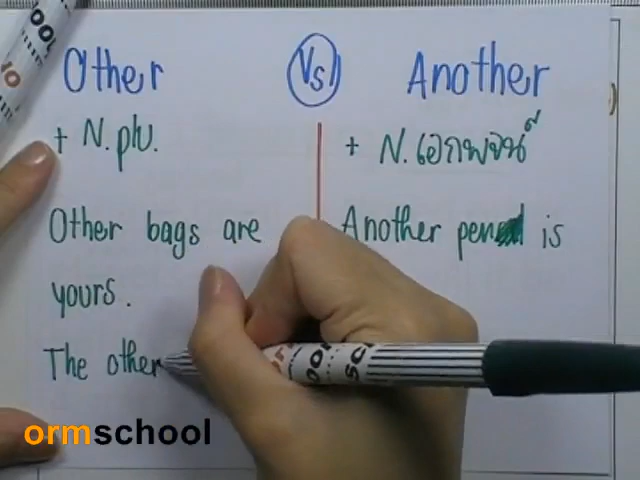 Other Vs Another
+ N. plu. + N. เอกพจน์
Other bags are Another pen is
yours.
The other
ormschool